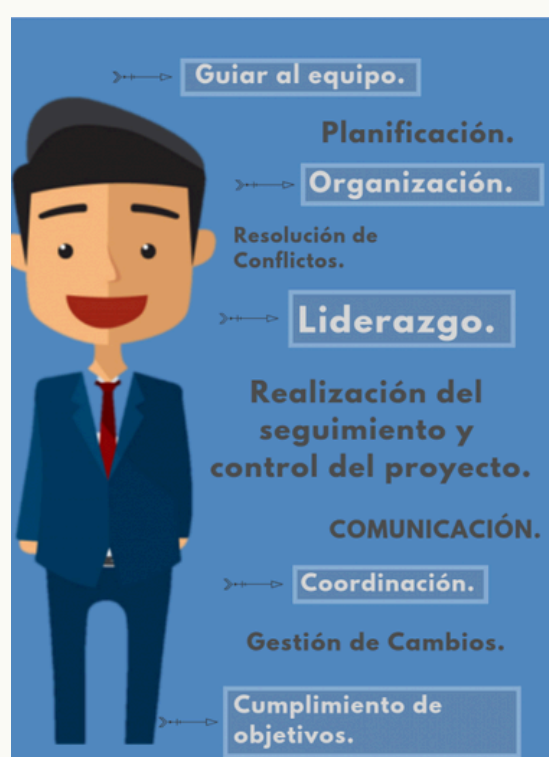 Guiar al equipo.
Planificación.
Organización.
Resolución de
Conflictos.
Liderazgo.
Realización del
seguimiento y
control del proyecto.
COMUNICACIÓN.
Coordinación.
Gestión de Cambios.
Cumplimiento de
objetivos.